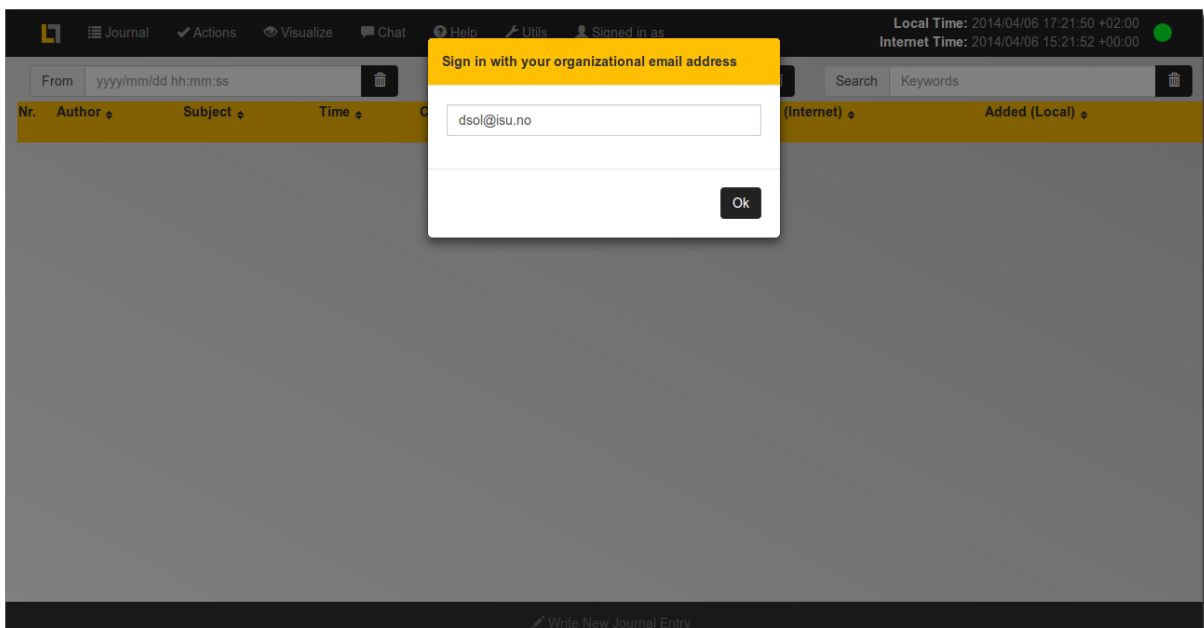 Journal Actions Visualize Chat Help Utils Signed in as
Local Time: 2014/04/06 17:21:50 +02:00
Internet Time: 2014/04/06 15:21:52 +00:00
Sign in with your organizational email address
From yyyy/mm/dd hh:mm:ss Search Keywords
Nr. Author Subject Time (Internet) Added (Local)
dsol@isu.no
Ok
Write New Journal Entry